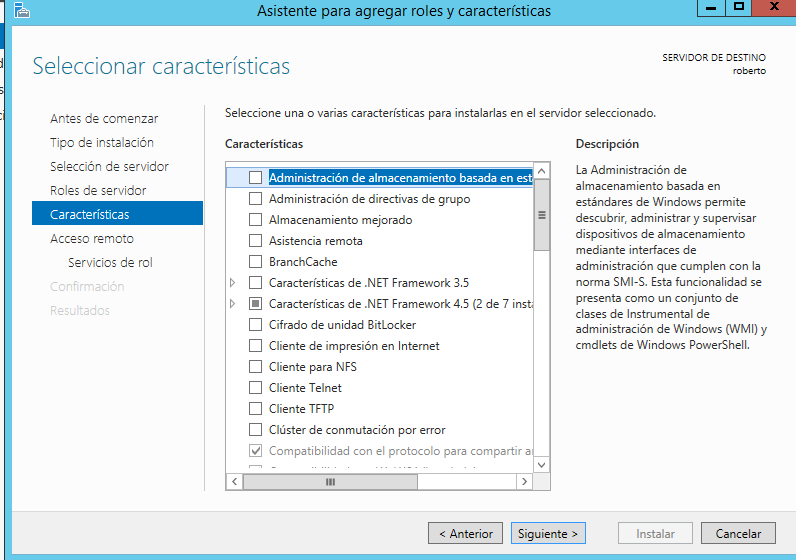 Asistente para agregar roles y características
Seleccionar características
SERVIDOR DE DESTINO
roberto
Antes de comenzar
Tipo de instalación
Selección de servidor
Roles de servidor
Características
Acceso remoto
Servicios de rol
Confirmación
Resultados
Seleccione una o varias características para instalarlas en el servidor seleccionado.
Características
Administración de almacenamiento basada en est
Administración de directivas de grupo
Almacenamiento mejorado
Asistencia remota
BranchCache
Características de .NET Framework 3.5
Características de .NET Framework 4.5 (2 de 7 insta
Cifrado de unidad BitLocker
Cliente de impresión en Internet
Cliente para NFS
Cliente Telnet
Cliente TFTP
Clúster de conmutación por error
Compatibilidad con el protocolo para compartir a
Descripción
La Administración de
almacenamiento basada en
estándares de Windows permite
descubrir, administrar y supervisar
dispositivos de almacenamiento
mediante interfaces de
administración que cumplen con la
norma SMI-S. Esta funcionalidad se
presenta como un conjunto de
clases de Instrumental de
administración de Windows (WMI) y
cmdlets de Windows PowerShell.
< Anterior
Siguiente >
Instalar
Cancelar